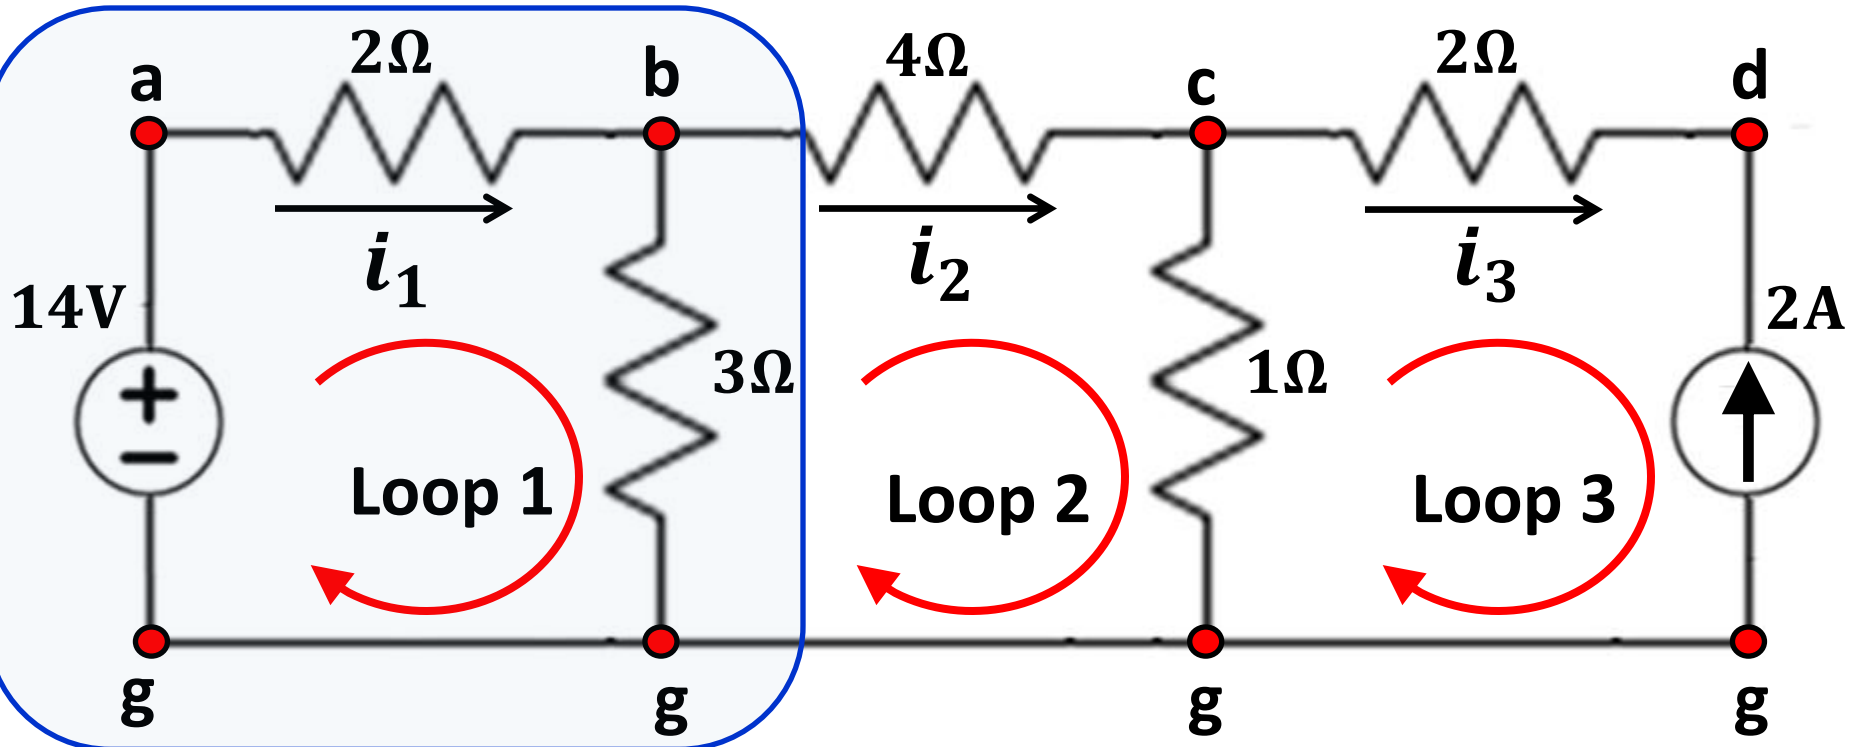 2Ω
4Ω
2Ω
a
b
c
d
i₁
i₂
i₃
14V
3Ω
1Ω
2A
Loop 1
Loop 2
Loop 3
g
g
g
g